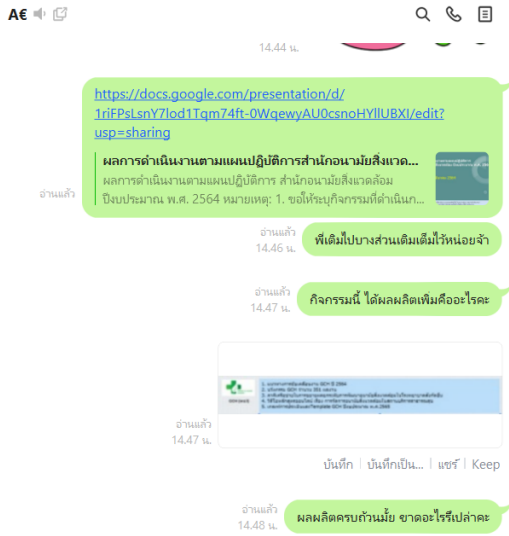 A€
14.44 น.
https://docs.google.com/presentation/d/
1riFPsLsnY7lod1Tqm74ft-0WqewyAU0csnoHYllUBXI/edit?
usp=sharing
ผลการดำเนินงานตามแผนปฏิบัติการสำนักอนามัยสิ่งแวด...
ผลการดำเนินงานตามแผนปฏิบัติการ สำนักอนามัยสิ่งแวดล้อม
ปีงบประมาณ พ.ศ. 2564 หมายเหตุ: 1. ขอให้ระบุกิจกรรมที่ดำเนินก...
อ่านแล้ว
อ่านแล้ว
14.46 น.
พี่เติมไปบางส่วนเติมเต็มไว้หน่อยจ้า
อ่านแล้ว
14.47 น.
กิจกรรมนี้ ได้ผลผลิตเพิ่มคืออะไรคะ
อ่านแล้ว
14.47 น.
บันทึก | บันทึกเป็น... | แชร์ | Keep
อ่านแล้ว
14.48 น.
ผลผลิตครบถ้วนมั้ย ขาดอะไรรึเปล่าคะ